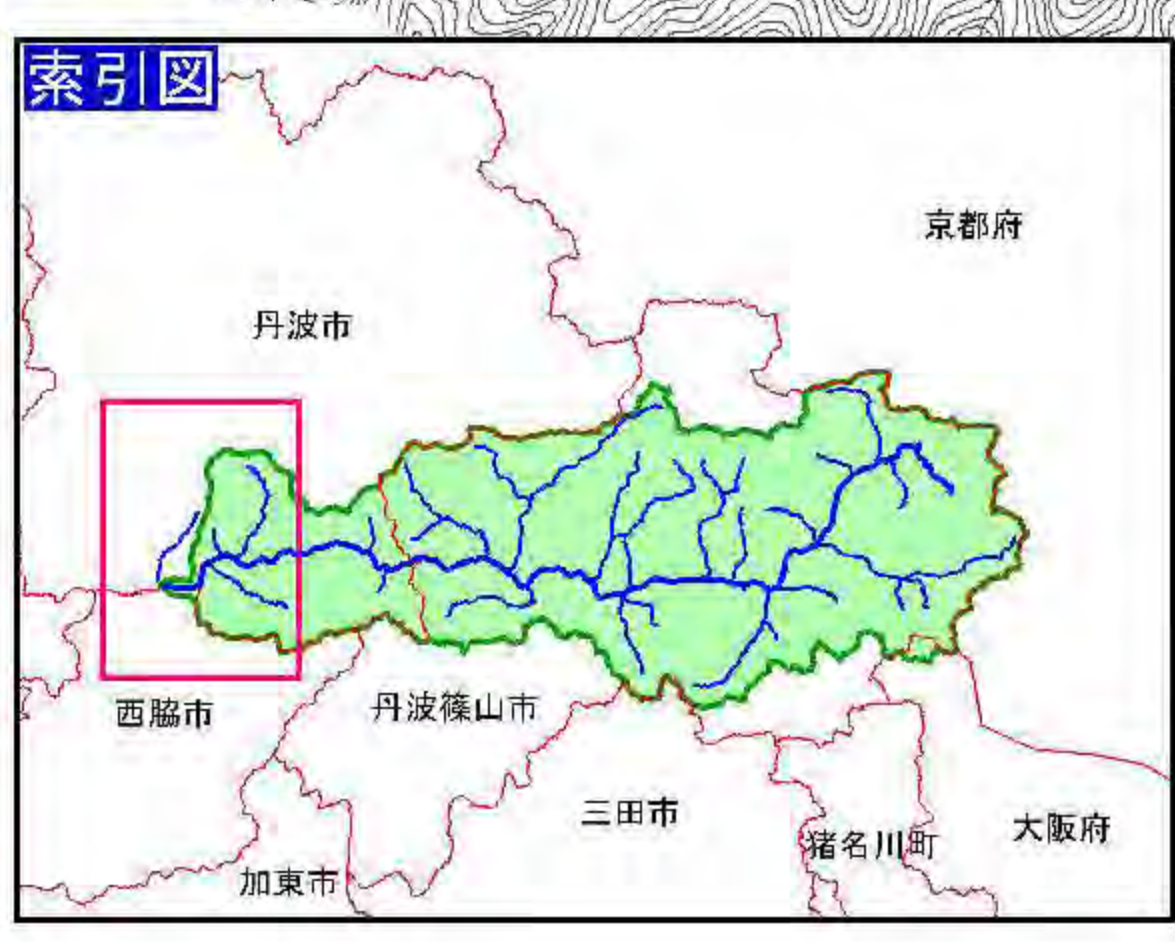 索引図
京都府
丹波市
西脇市
丹波篠山市
三田市
大阪府
猪名川町
加東市